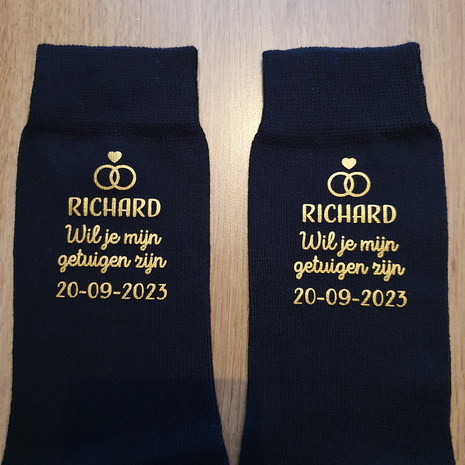 RICHARD
Wil je mijn
getuigen zijn
20-09-2023
RICHARD
Wil je mijn
getuigen zijn
20-09-2023